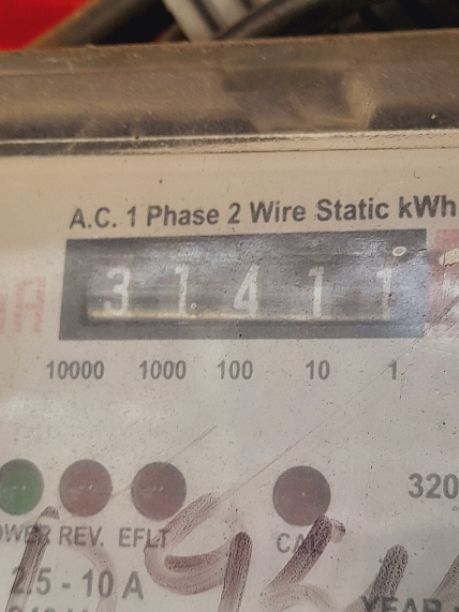 A.C. 1 Phase 2 Wire Static kWh
3 1 4 1 1
10000 1000 100 10 1
320
REV. EFLT
2.5 - 10 A
YEAR